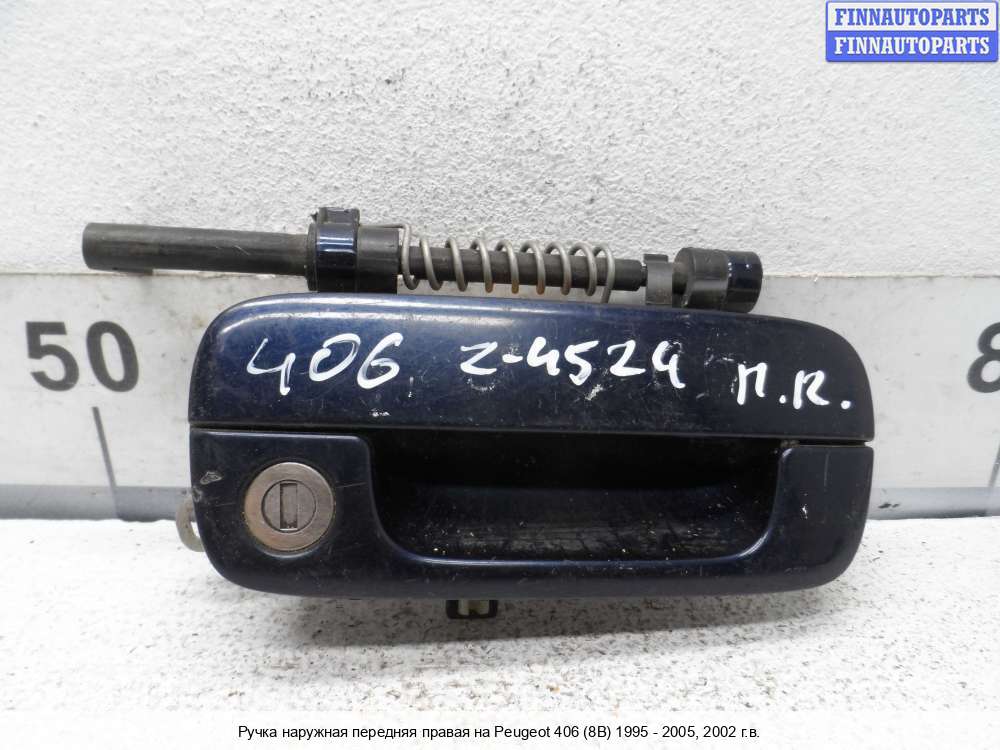 FINNAUTOPARTS
FINNAUTOPARTS
50
8
406 Z-4524 П.R.
Ручка наружная передняя правая на Peugeot 406 (8B) 1995 - 2005, 2002 г.в.